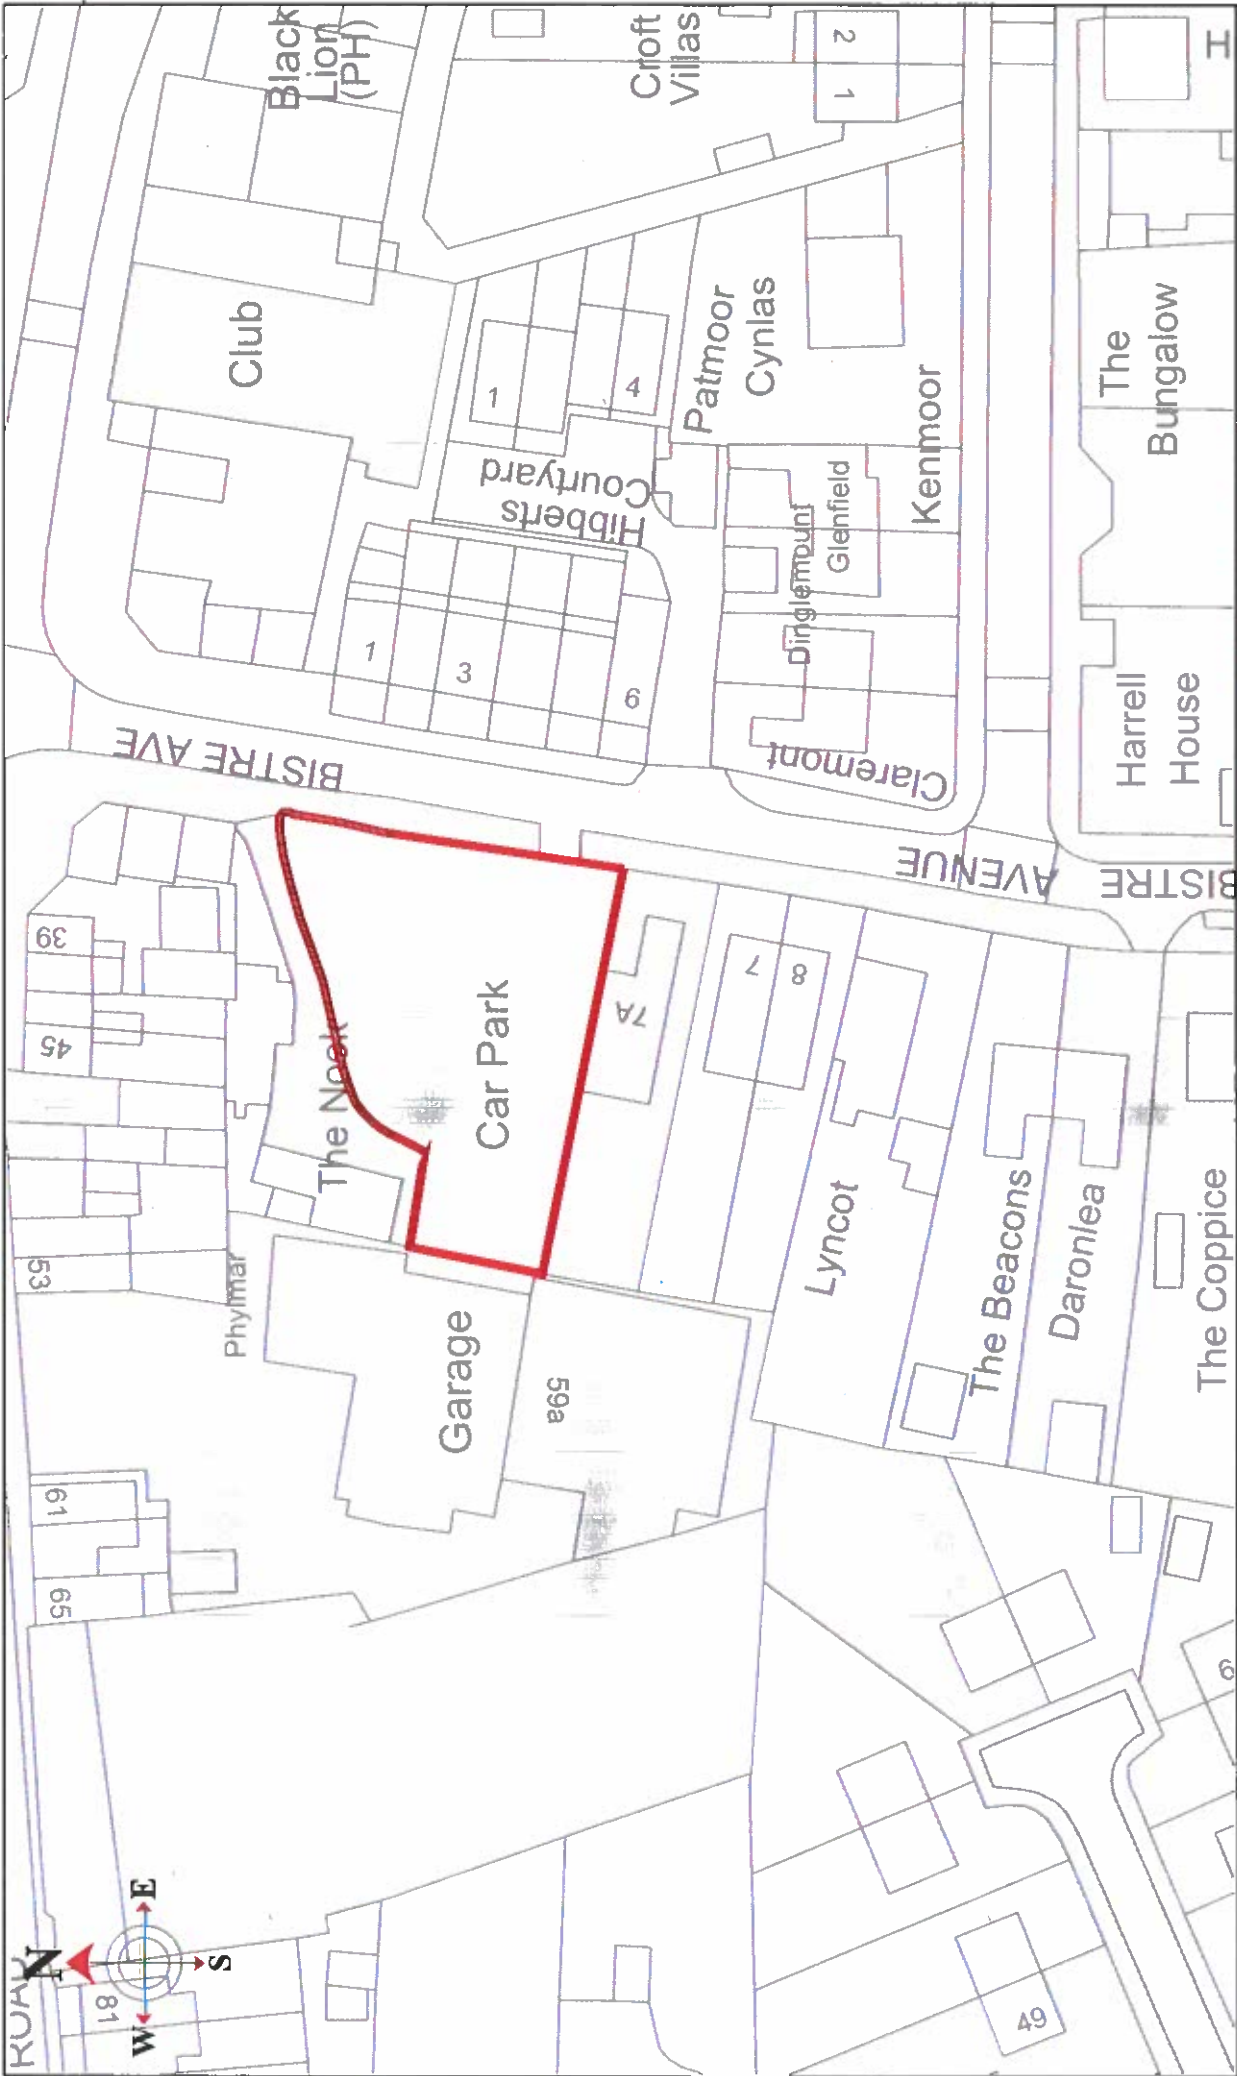 Black
Lion
(PH)
Croft
Villas
2
1
H
Club
1
4
Patmoor
Cynlas
Kenmoor
The
Bungalow
Hibberts
Courtyard
Dinglemount
Glenfield
1
3
6
Claremont
Harrell
House
BISTRE AVE
BISTRE
AVENUE
39
45
The Nook
Car Park
7A
7
8
53
Phylmar
Garage
59a
Lyncot
The Beacons
Daronlea
The Coppice
61
65
ROAD
81
N
E
S
W
49